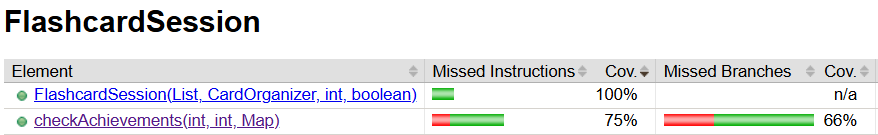 FlashcardSession
Element Missed Instructions Cov. Missed Branches Cov.
FlashcardSession(List, CardOrganizer, int, boolean) 100% n/a
checkAchievements(int, int, Map) 75% 66%